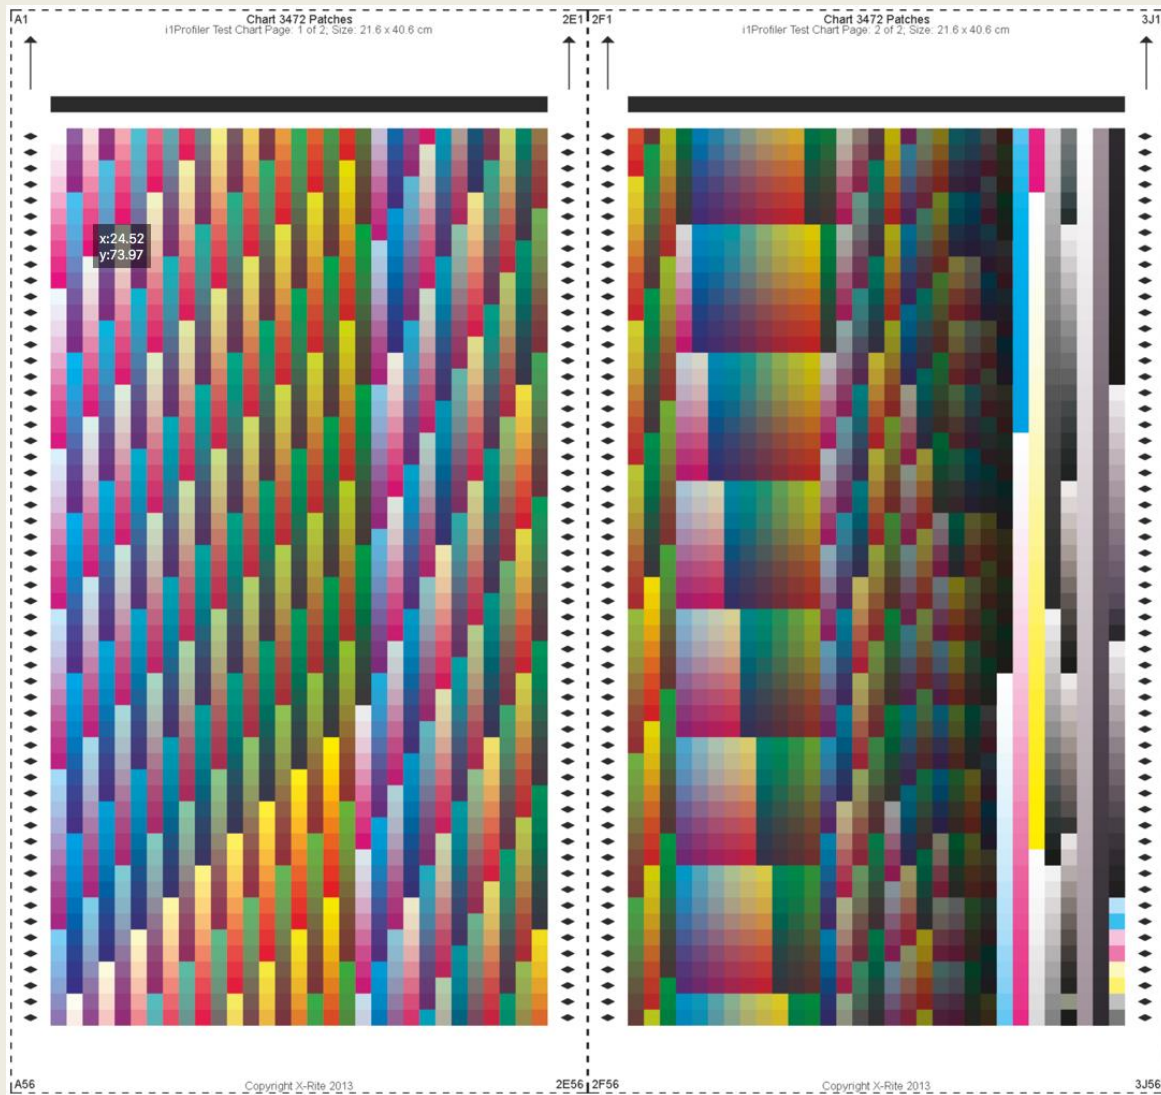 A1
Chart 3472 Patches
i1Profiler Test Chart Page: 1 of 2; Size: 21.6 x 40.6 cm
2E1
2F1
Chart 3472 Patches
i1Profiler Test Chart Page: 2 of 2; Size: 21.6 x 40.6 cm
3J1
x:24.52
y:73.97
A56
Copyright X-Rite 2013
2E56
2F56
Copyright X-Rite 2013
3J56